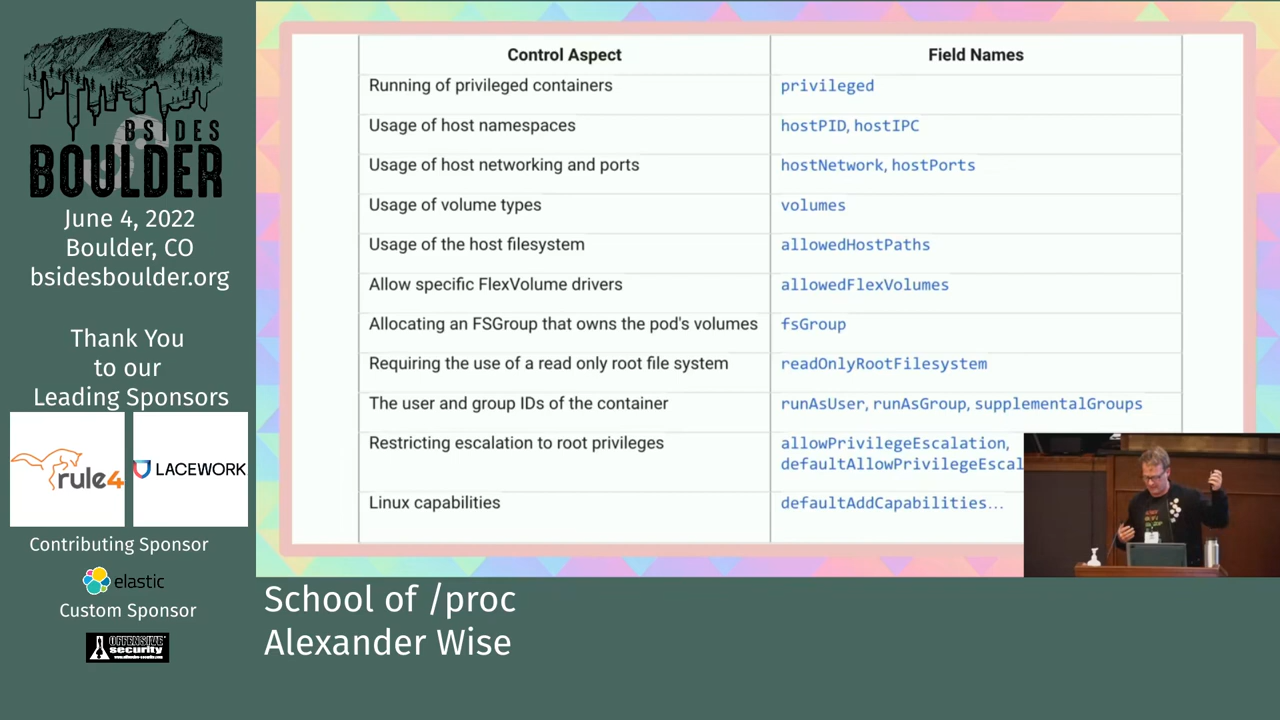 BSIDES
BOULDER
June 4, 2022
Boulder, CO
bsidesboulder.org
Thank You
to our
Leading Sponsors
rule4
LACEWORK
Contributing Sponsor
elastic
Custom Sponsor
OFFENSIVE
security
Control Aspect Field Names
Running of privileged containers privileged
Usage of host namespaces hostPID, hostIPC
Usage of host networking and ports hostNetwork, hostPorts
Usage of volume types volumes
Usage of the host filesystem allowedHostPaths
Allow specific FlexVolume drivers allowedFlexVolumes
Allocating an FSGroup that owns the pod's volumes fsGroup
Requiring the use of a read only root file system readOnlyRootFilesystem
The user and group IDs of the container runAsUser, runAsGroup, supplementalGroups
Restricting escalation to root privileges allowPrivilegeEscalation,
defaultAllowPrivilegeEscal
Linux capabilities defaultAddCapabilities...
School of /proc
Alexander Wise